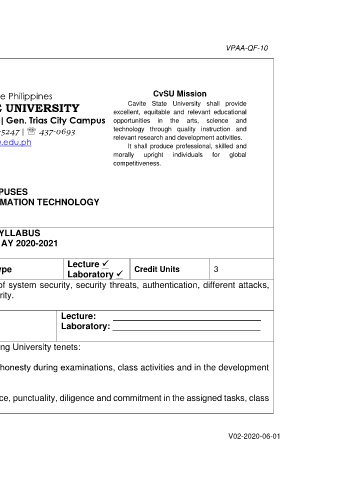 VPAA-QF-10
e Philippines
E UNIVERSITY
| Gen. Trias City Campus
5247 | ☏ 437-0693
.edu.ph
CvSU Mission
Cavite State University shall provide
excellent, equitable and relevant educational
opportunities in the arts, science and
technology through quality instruction and
relevant research and development activities.
It shall produce professional, skilled and
morally upright individuals for global
competitiveness.
PUSES
MATION TECHNOLOGY
YLLABUS
AY 2020-2021
ype
Lecture ✓
Laboratory ✓
Credit Units
3
of system security, security threats, authentication, different attacks,
rity.
Lecture:
Laboratory:
ng University tenets:
honesty during examinations, class activities and in the development
ce, punctuality, diligence and commitment in the assigned tasks, class
V02-2020-06-01